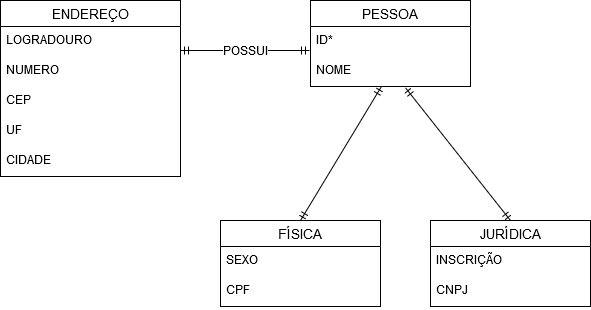 ENDEREÇO
LOGRADOURO
NUMERO
CEP
UF
CIDADE
POSSUI
PESSOA
ID*
NOME
FÍSICA
SEXO
CPF
JURÍDICA
INSCRIÇÃO
CNPJ